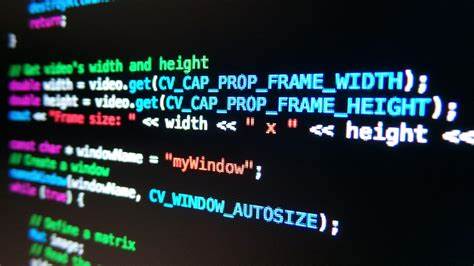 destroyAllWindows
return;
}
// Get video's width and height
double width = video.get(CV_CAP_PROP_FRAME_WIDTH);
double height = video.get(CV_CAP_PROP_FRAME_HEIGHT);
cout << "Frame size: " << width << " x " << height <<
const char * windowName = "myWindow";
// Create a window
namedWindow(windowName, CV_WINDOW_AUTOSIZE);
while (true) {
// Define a matrix
Mat image;
// Read the